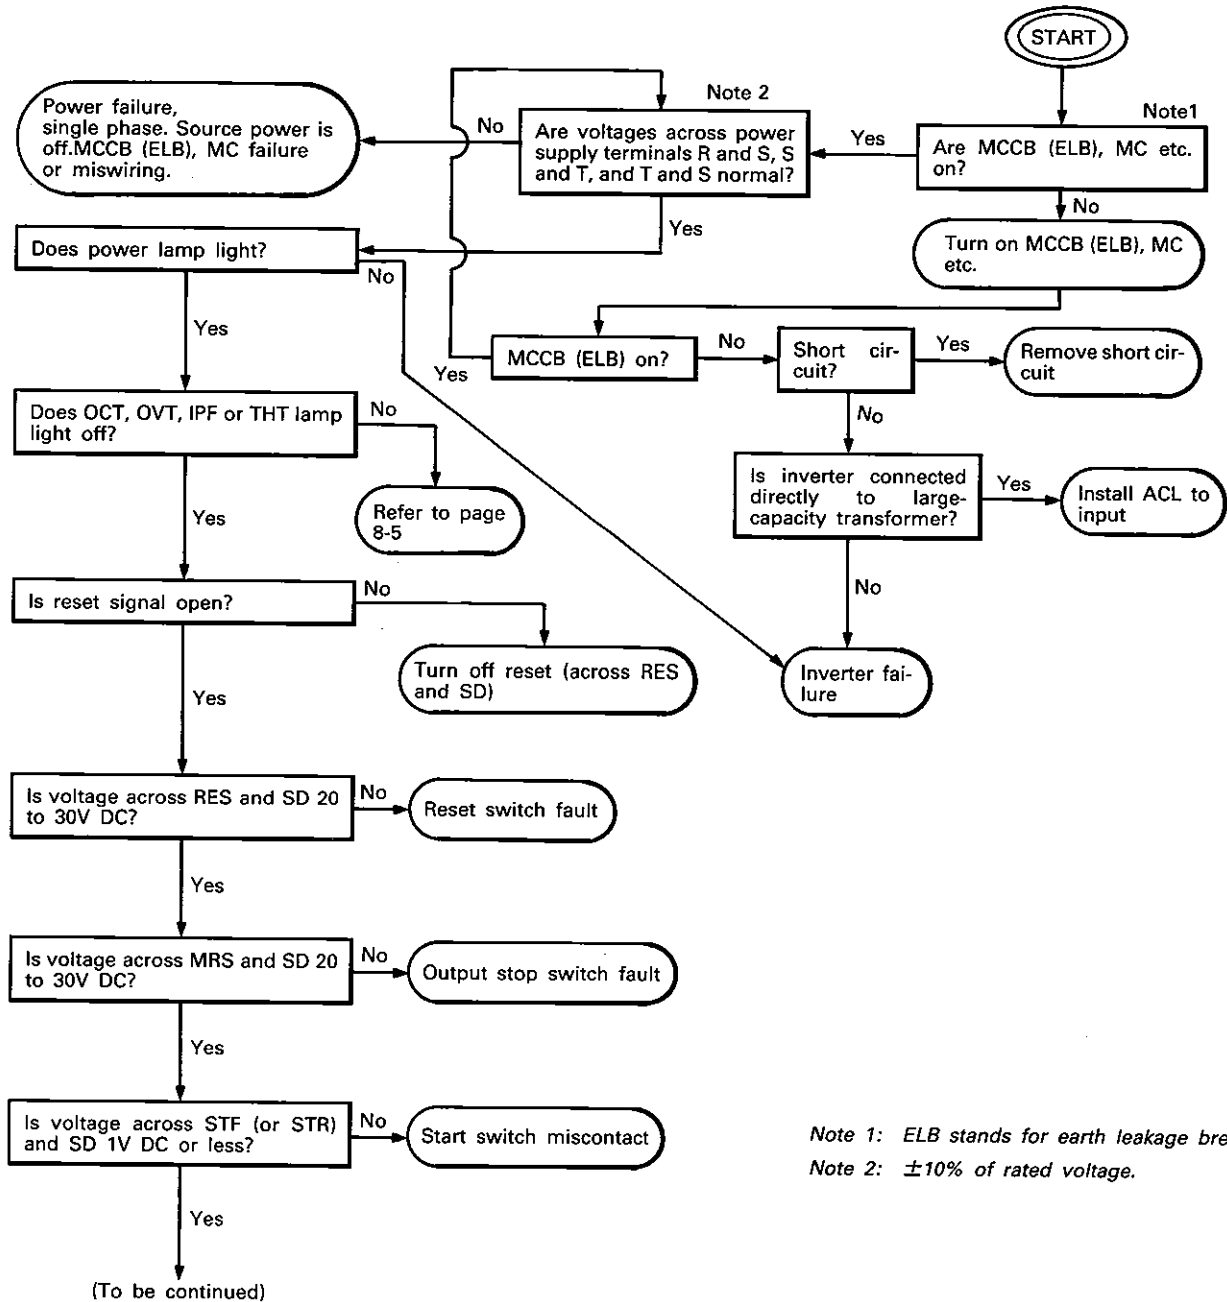 START
Note1
Are MCCB (ELB), MC etc.
on?
Yes
No
Turn on MCCB (ELB), MC
etc.
Note 2
Are voltages across power
supply terminals R and S, S
and T, and T and S normal?
No
Yes
Power failure,
single phase. Source power is
off.MCCB (ELB), MC failure
or miswiring.
MCCB (ELB) on?
Yes
No
Short cir-
cuit?
Yes
Remove short cir-
cuit
No
Is inverter connected
directly to large-
capacity transformer?
Yes
Install ACL to
input
No
Inverter fai-
lure
Does power lamp light?
No
Yes
Does OCT, OVT, IPF or THT lamp
light off?
No
Refer to page
8-5
Yes
Is reset signal open?
No
Turn off reset (across RES
and SD)
Yes
Is voltage across RES and SD 20
to 30V DC?
No
Reset switch fault
Yes
Is voltage across MRS and SD 20
to 30V DC?
No
Output stop switch fault
Yes
Is voltage across STF (or STR)
and SD 1V DC or less?
No
Start switch miscontact
Yes
(To be continued)
Note 1: ELB stands for earth leakage bre
Note 2: ±10% of rated voltage.